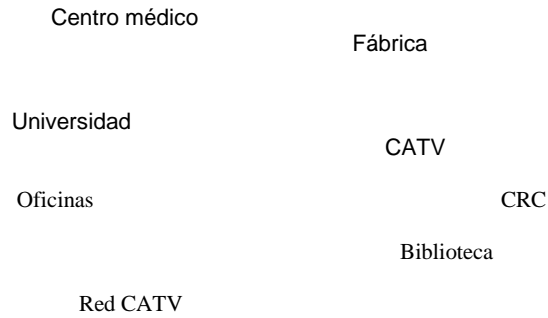 Centro médico
Fábrica
Universidad
CATV
Oficinas
CRC
Biblioteca
Red CATV